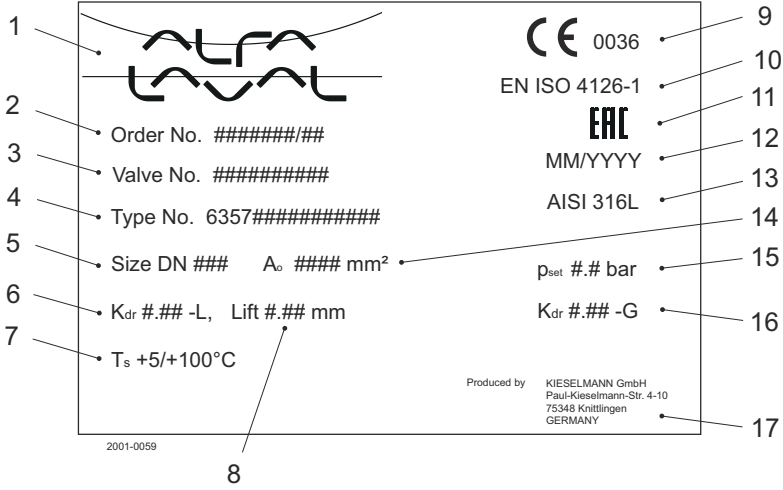 1
ALFA
LAVAL
2
Order No. #######/##
3
Valve No. ##########
4
Type No. 6357###########
5
Size DN ### Ao #### mm²
6
Kdr #.## -L, Lift #.## mm
7
Ts +5/+100°C
2001-0059
8
CE 0036
9
EN ISO 4126-1
10
EAC
11
MM/YYYY
12
AISI 316L
13
14
pset #.# bar
15
Kdr #.## -G
16
Produced by KIESELMANN GmbH
Paul-Kieselmann-Str. 4-10
75348 Knittlingen
GERMANY
17